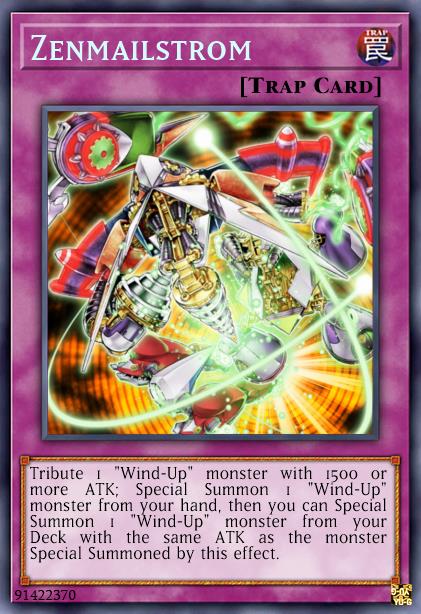 Zenmailstrom
TRAP
罠
[Trap Card]
Tribute 1 "Wind-Up" monster with 1500 or
more ATK; Special Summon 1 "Wind-Up"
monster from your hand, then you can Special
Summon 1 "Wind-Up" monster from your
Deck with the same ATK as the monster
Special Summoned by this effect.
91422370